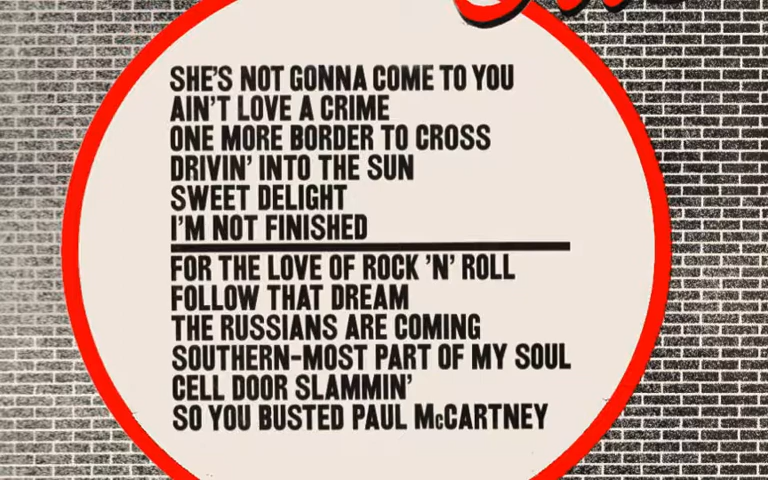 SHE'S NOT GONNA COME TO YOU
AIN'T LOVE A CRIME
ONE MORE BORDER TO CROSS
DRIVIN' INTO THE SUN
SWEET DELIGHT
I'M NOT FINISHED
FOR THE LOVE OF ROCK 'N' ROLL
FOLLOW THAT DREAM
THE RUSSIANS ARE COMING
SOUTHERN-MOST PART OF MY SOUL
CELL DOOR SLAMMIN'
SO YOU BUSTED PAUL McCARTNEY